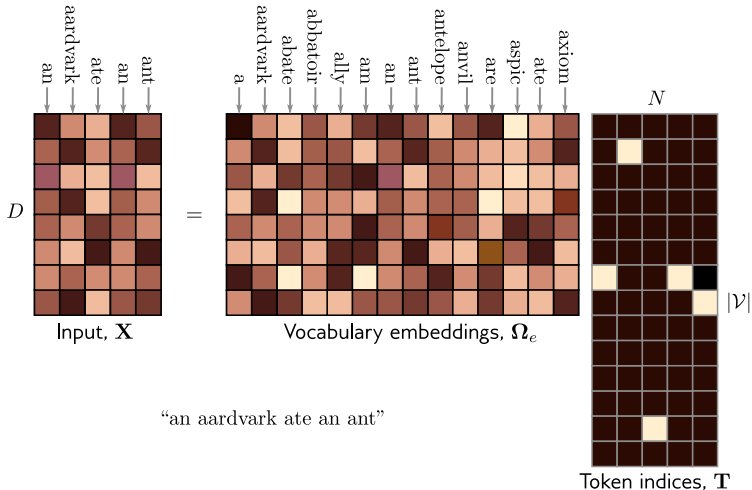 an
aardvark
ate
an
ant
a
aardvark
abate
abbatoir
ally
am
an
ant
antelope
anvil
are
aspic
ate
axiom
N
D
=
|𝒱|
Input, X
Vocabulary embeddings, Ωₑ
“an aardvark ate an ant”
Token indices, T